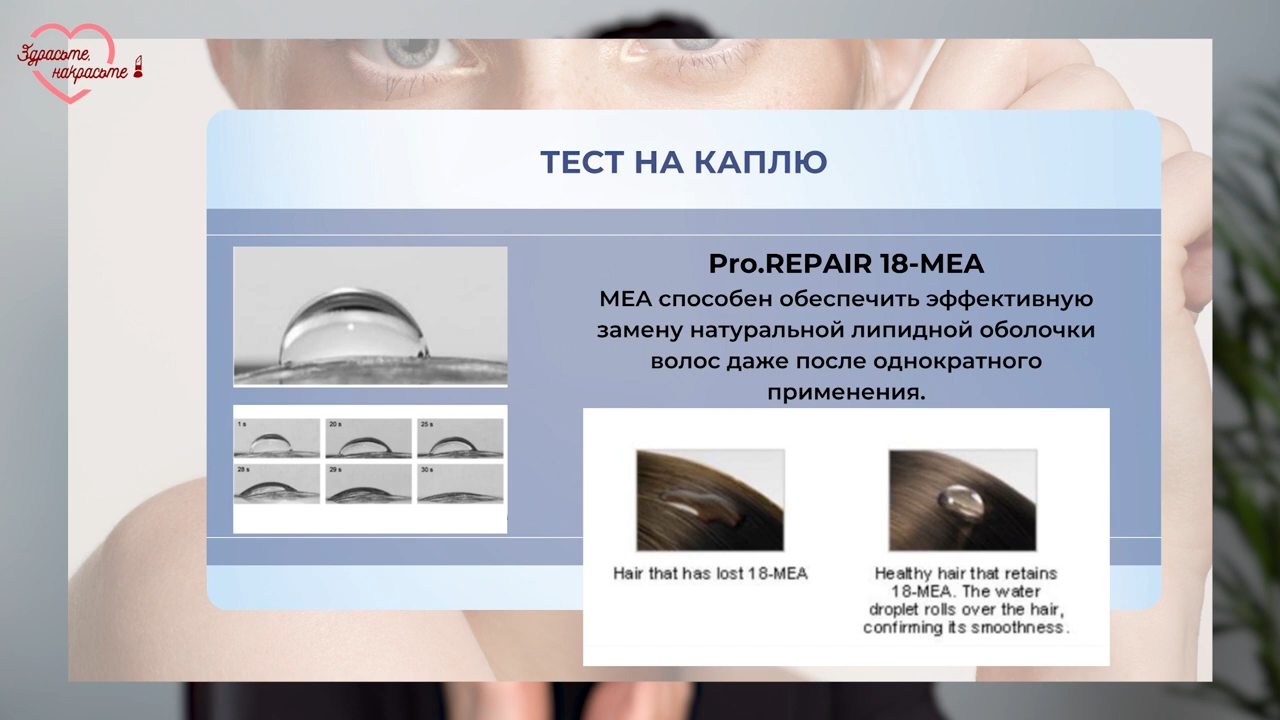 Здрасьте,
накрасьте
ТЕСТ НА КАПЛЮ
Pro.REPAIR 18-MEA
МЕА способен обеспечить эффективную
замену натуральной липидной оболочки
волос даже после однократного
применения.
1 s
20 s
25 s
28 s
29 s
30 s
Hair that has lost 18-MEA
Healthy hair that retains
18-MEA. The water
droplet rolls over the hair,
confirming its smoothness.